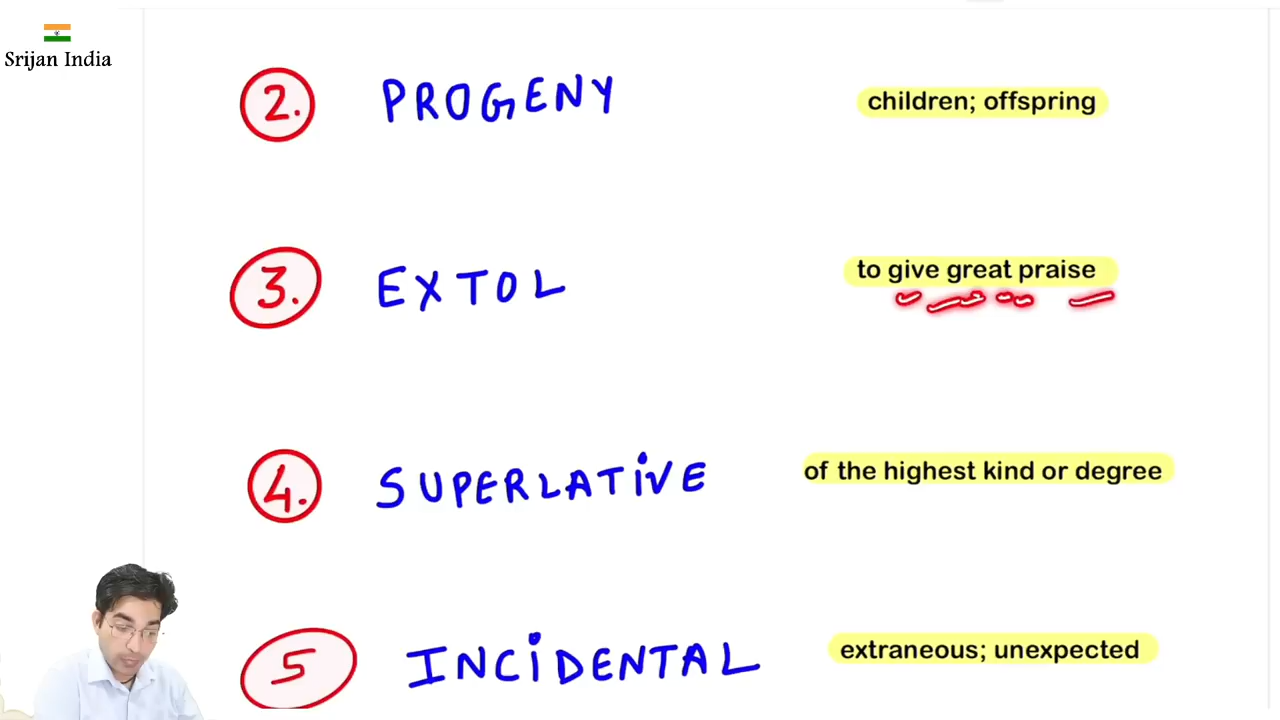 Srijan India
2. PROGENY children; offspring
3. EXTOL to give great praise
4. SUPERLATiVE of the highest kind or degree
5 INCiDENTAL extraneous; unexpected